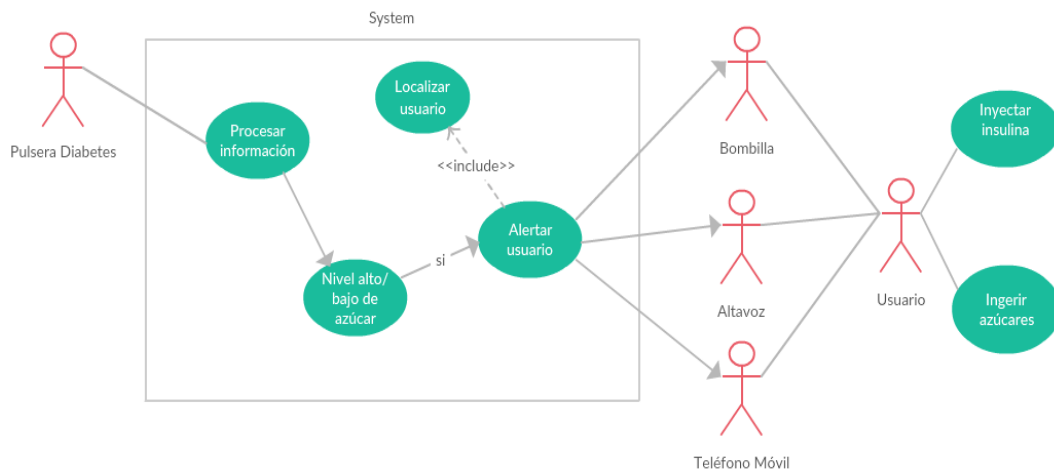 System
Pulsera Diabetes
Procesar
información
Localizar
usuario
<<include>>
Nivel alto/
bajo de
azúcar
si
Alertar
usuario
Bombilla
Altavoz
Teléfono Móvil
Usuario
Inyectar
insulina
Ingerir
azúcares